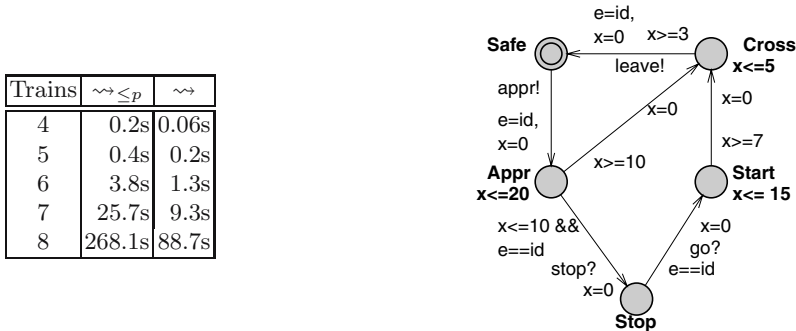 Trains ⇝≤p ⇝
4 0.2s 0.06s
5 0.4s 0.2s
6 3.8s 1.3s
7 25.7s 9.3s
8 268.1s 88.7s
e=id,
x=0
x>=3
Safe
Cross
x<=5
leave!
appr!
e=id,
x=0
x=0
x=0
x>=10
x>=7
Appr
x<=20
Start
x<= 15
x<=10 &&
e==id
stop?
x=0
x=0
go?
e==id
Stop